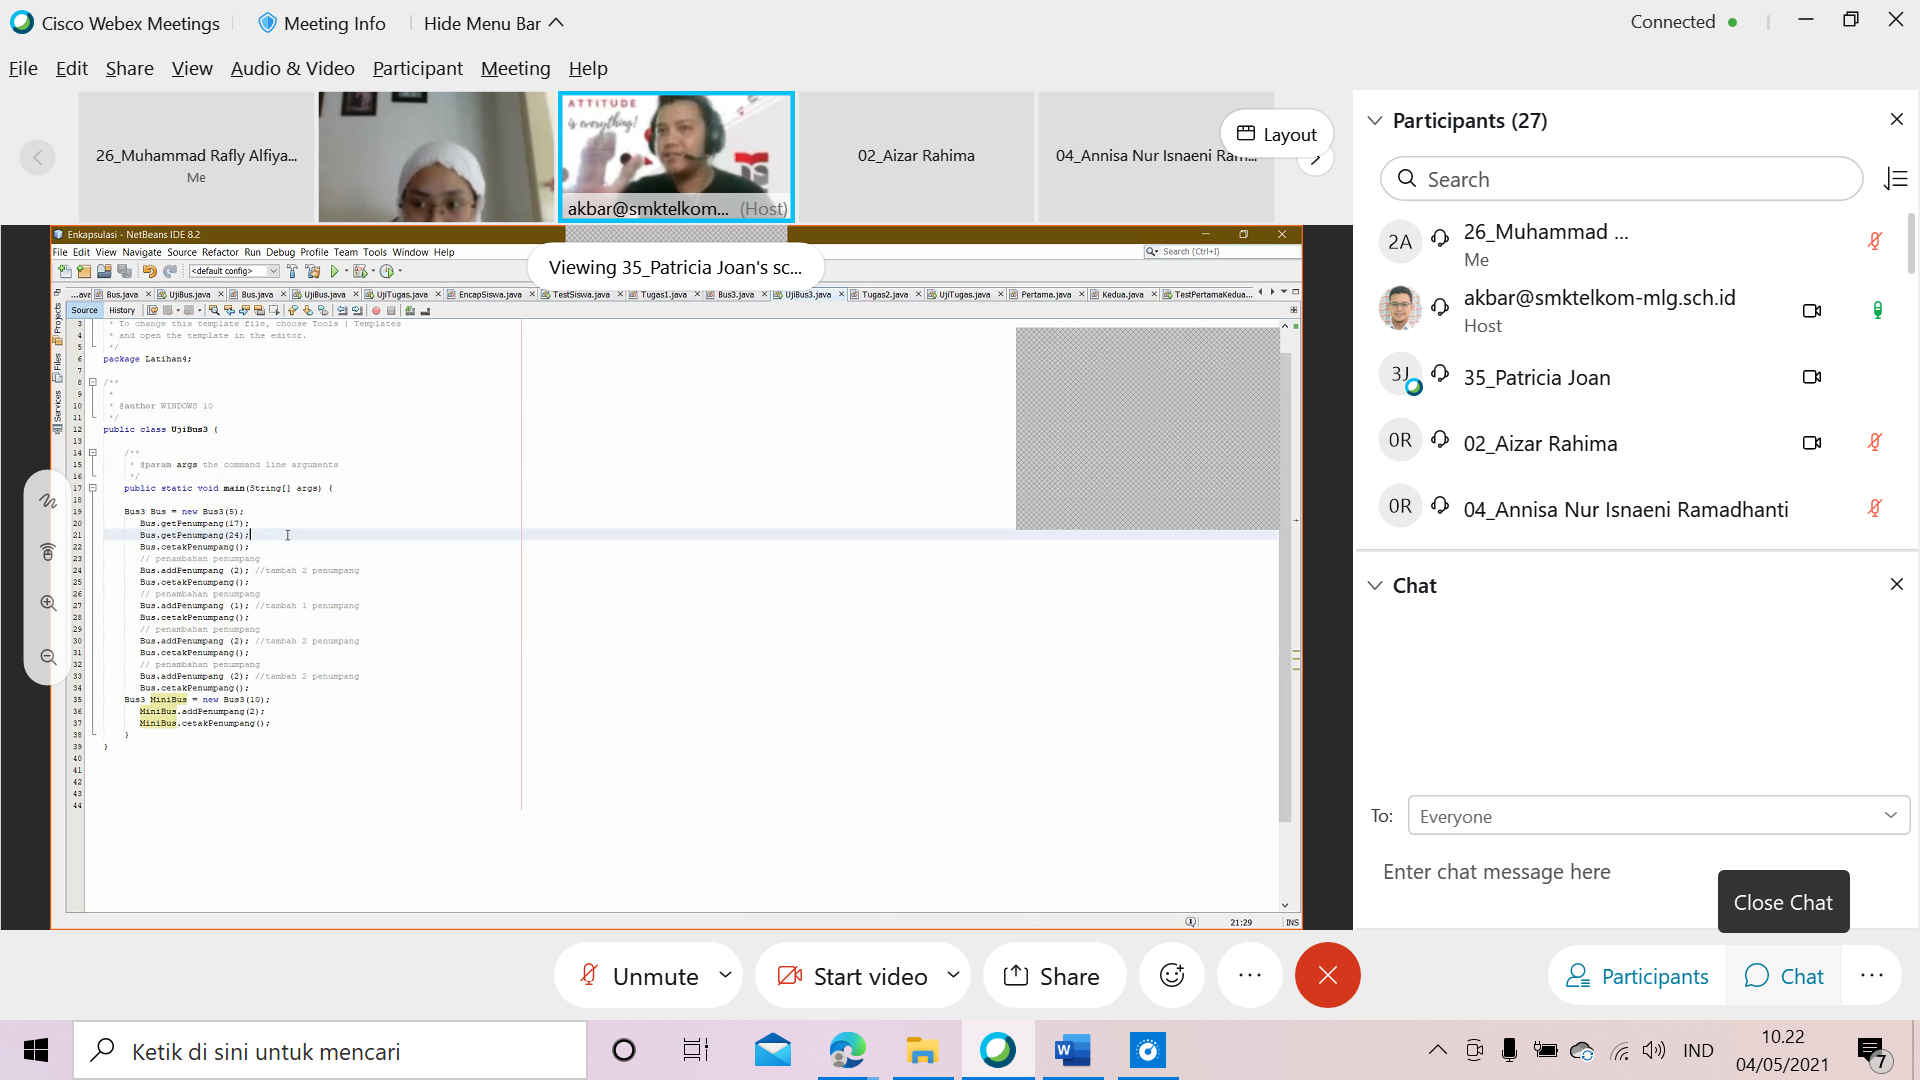 Cisco Webex Meetings
Meeting Info
Hide Menu Bar
Connected
File Edit Share View Audio & Video Participant Meeting Help
26_Muhammad Rafly Alfiya...
Me
ATTITUDE
is everything!
akbar@smktelkom... (Host)
02_Aizar Rahima
04_Annisa Nur Isnaeni Ram...
Layout
Enkapsulasi - NetBeans IDE 8.2
File Edit View Navigate Source Refactor Run Debug Profile Team Tools Window Help
Search (Ctrl+I)
Viewing 35_Patricia Joan's sc...
<default config>
...ava Bus.java UjiBus.java Bus.java UjiBus.java UjiTugas.java EncapSiswa.java TestSiswa.java Tugas1.java Bus3.java UjiBus3.java Tugas2.java UjiTugas.java Pertama.java Kedua.java TestPertamaKedua...
Source History
Projects
Files
Services
3 * To change this template file, choose Tools | Templates
4 * and open the template in the editor.
5 */
6 package Latihan4;
7
8 /**
9 *
10 * @author WINDOWS 10
11 */
12 public class UjiBus3 {
13
14 /**
15 * @param args the command line arguments
16 */
17 public static void main(String[] args) {
18
19 Bus3 Bus = new Bus3(5);
20 Bus.getPenumpang(17);
21 Bus.getPenumpang(24);
22 Bus.cetakPenumpang();
23 // penambahan penumpang
24 Bus.addPenumpang (2); //tambah 2 penumpang
25 Bus.cetakPenumpang();
26 // penambahan penumpang
27 Bus.addPenumpang (1); //tambah 1 penumpang
28 Bus.cetakPenumpang();
29 // penambahan penumpang
30 Bus.addPenumpang (2); //tambah 2 penumpang
31 Bus.cetakPenumpang();
32 // penambahan penumpang
33 Bus.addPenumpang (2); //tambah 2 penumpang
34 Bus.cetakPenumpang();
35 Bus3 MiniBus = new Bus3(10);
36 MiniBus.addPenumpang(2);
37 MiniBus.cetakPenumpang();
38 }
39 }
40
41
42
43
44
21:29 INS
Participants (27)
Search
2A 26_Muhammad ...
Me
akbar@smktelkom-mlg.sch.id
Host
3J 35_Patricia Joan
0R 02_Aizar Rahima
0R 04_Annisa Nur Isnaeni Ramadhanti
Chat
To: Everyone
Enter chat message here
Close Chat
Unmute
Start video
Share
Participants
Chat
Ketik di sini untuk mencari
IND
10.22
04/05/2021
7